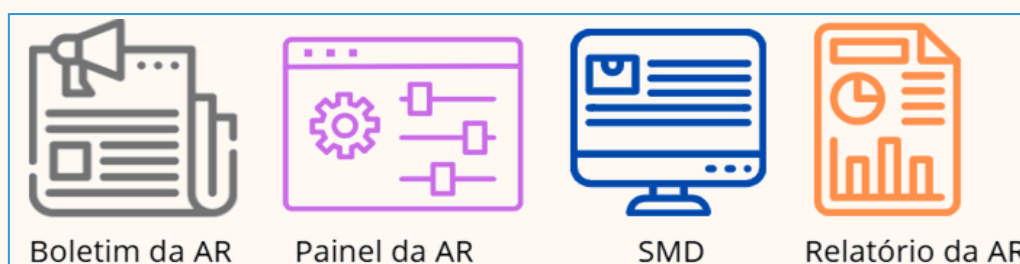 Boletim da AR
Painel da AR
SMD
Relatório da AR